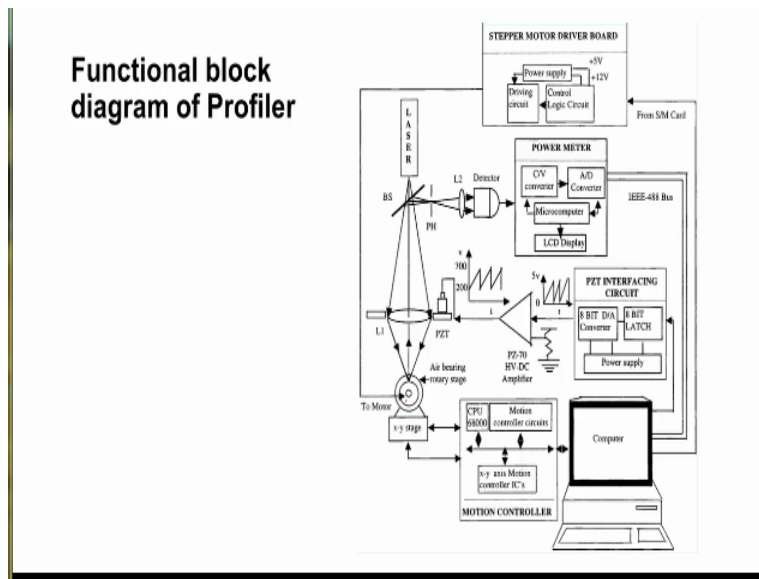 Functional block
diagram of Profiler
STEPPER MOTOR DRIVER BOARD
+5V
Power supply
+12V
Driving
circuit
Control
Logic Circuit
From S/M Card
L
A
S
E
R
POWER METER
L2
Detector
C/V
converter
A/D
Converter
BS
IEEE-488 Bus
Microcomputer
PH
LCD Display
v
700
200
t
5v
0
t
PZT INTERFACING
CIRCUIT
8 BIT D/A
Converter
8 BIT
LATCH
Power supply
L1
PZT
PZ-70
HV-DC
Amplifier
Air bearing
rotary stage
To Motor
x-y stage
CPU
68000
Motion
controller circuits
Computer
x-y axis Motion
controller IC's
MOTION CONTROLLER